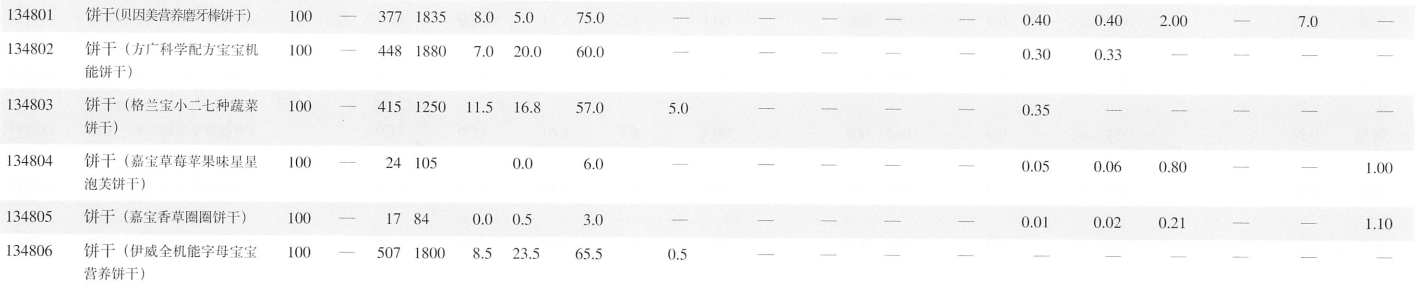 134801 饼干(贝因美营养磨牙棒饼干) 100 — 377 1835 8.0 5.0 75.0 — — — — — 0.40 0.40 2.00 — 7.0 —
134802 饼干（方广科学配方宝宝机 100 — 448 1880 7.0 20.0 60.0 — — — — — 0.30 0.33 — — — —
能饼干）
134803 饼干（格兰宝小二七种蔬菜 100 — 415 1250 11.5 16.8 57.0 5.0 — — — — 0.35 — — — — —
饼干）
134804 饼干（嘉宝草莓苹果味星星 100 — 24 105 0.0 6.0 — — — — — 0.05 0.06 0.80 — — 1.00
泡芙饼干）
134805 饼干（嘉宝香草圈圈饼干） 100 — 17 84 0.0 0.5 3.0 — — — — — 0.01 0.02 0.21 — — 1.10
134806 饼干（伊威全机能字母宝宝 100 — 507 1800 8.5 23.5 65.5 0.5 — — — — — — — — — —
营养饼干）